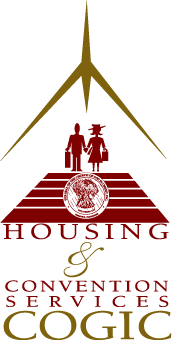 HOUSING
&
CONVENTION
SERVICES
COGIC